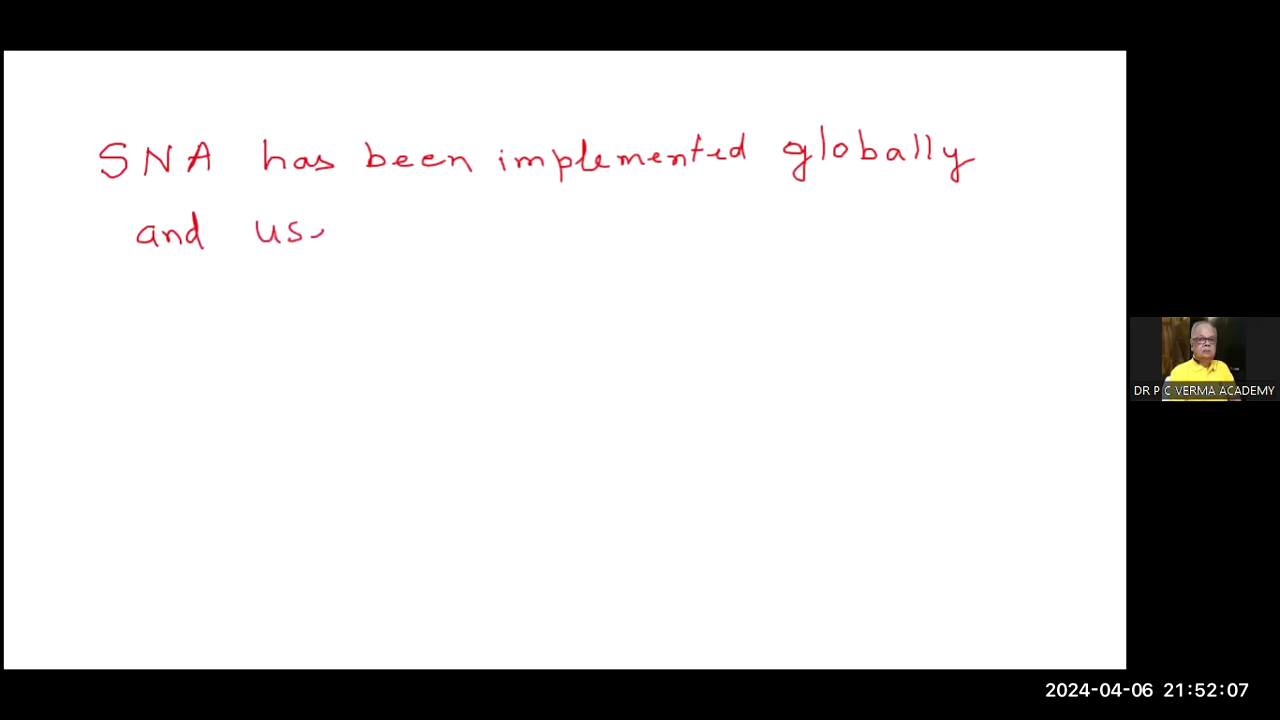 SNA has been implemented globally
and us
DR P C VERMA ACADEMY
2024-04-06 21:52:07